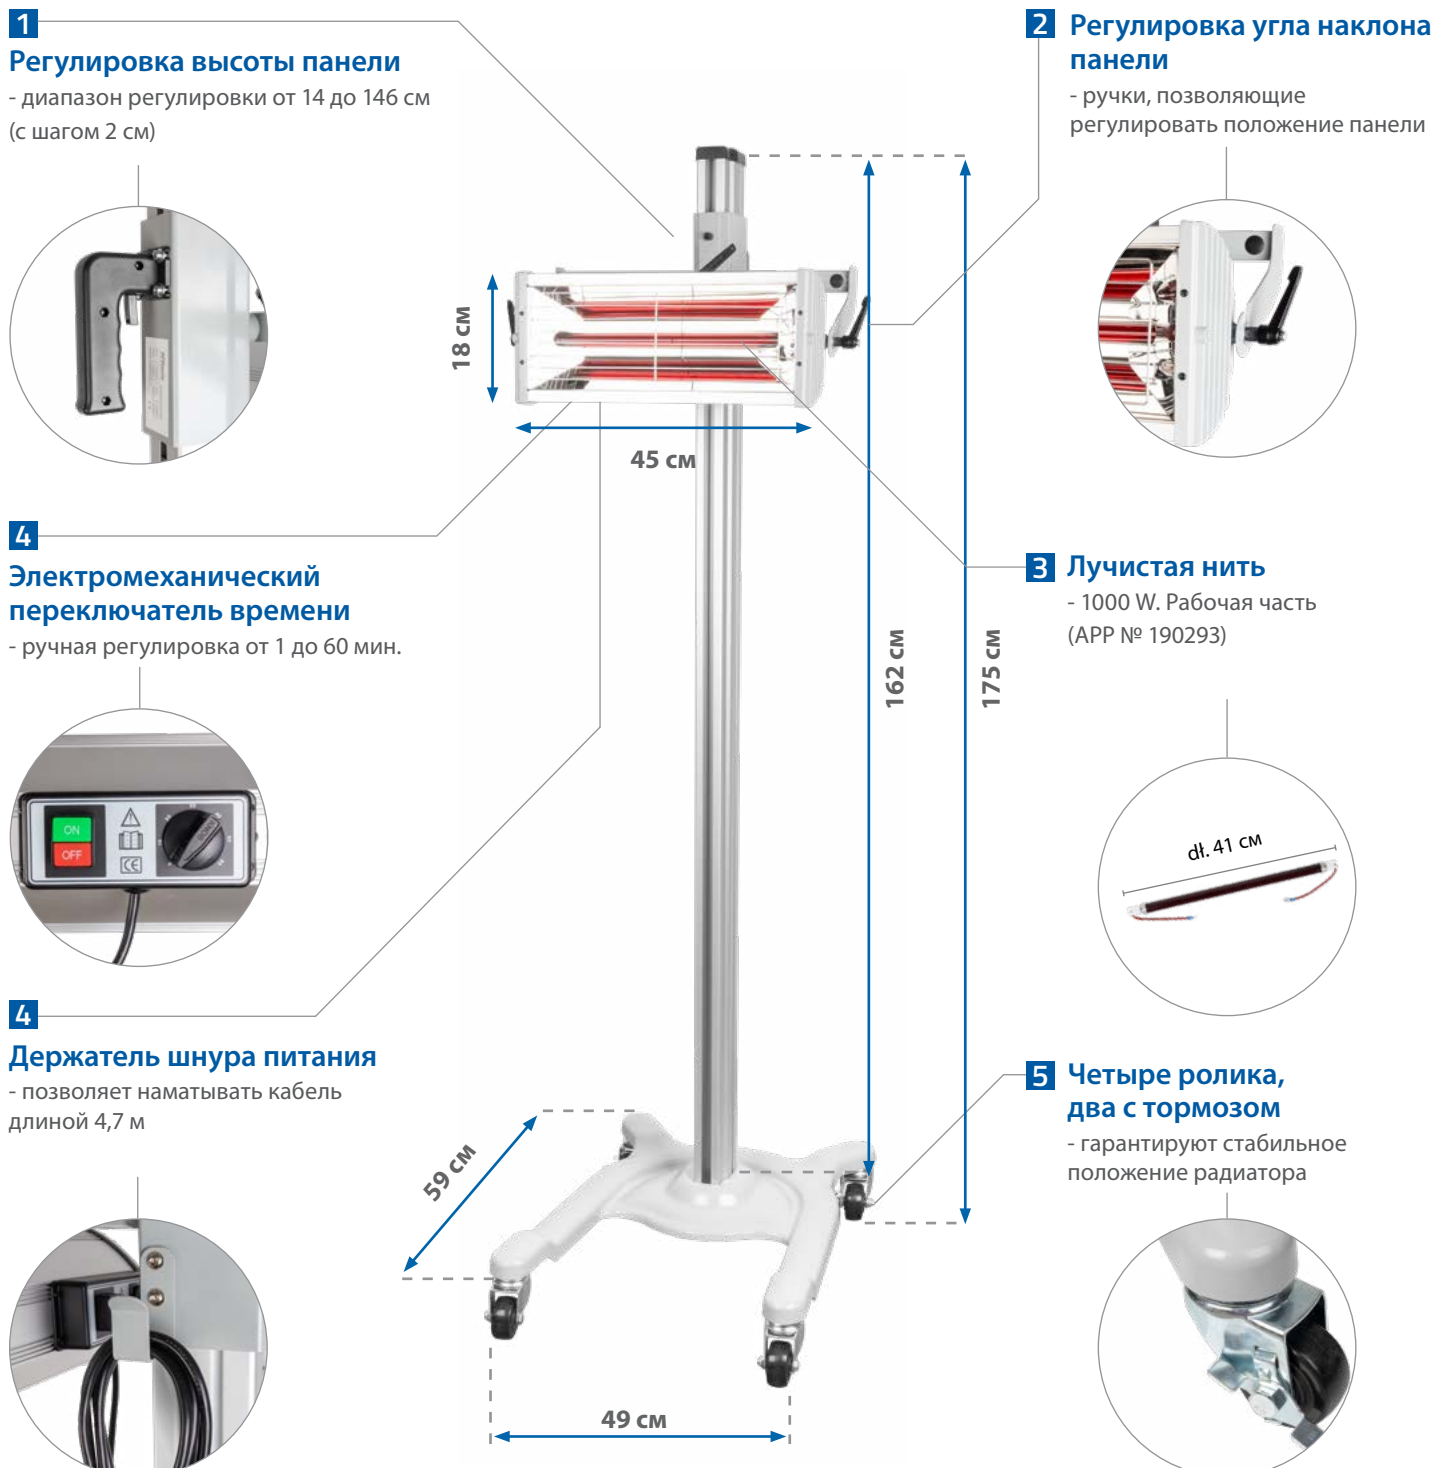 1
Регулировка высоты панели
- диапазон регулировки от 14 до 146 см
(с шагом 2 см)
2 Регулировка угла наклона
панели
- ручки, позволяющие
регулировать положение панели
18 см
45 см
4
Электромеханический
переключатель времени
- ручная регулировка от 1 до 60 мин.
ON
OFF
CE
3 Лучистая нить
- 1000 W. Рабочая часть
(APP № 190293)
162 см
175 см
dł. 41 см
4
Держатель шнура питания
- позволяет наматывать кабель
длиной 4,7 м
5 Четыре ролика,
два с тормозом
- гарантируют стабильное
положение радиатора
59 см
49 см